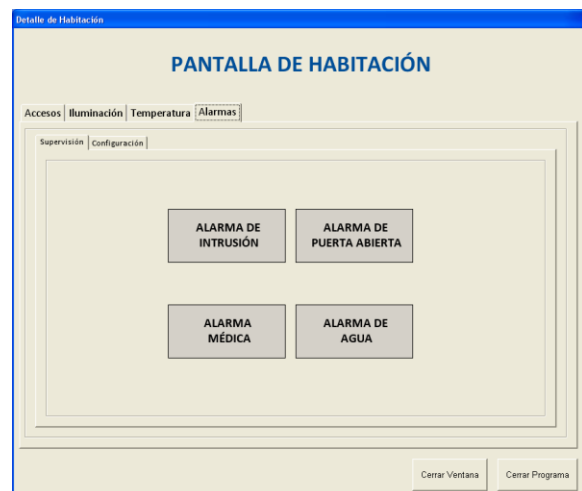 Detalle de Habitación
PANTALLA DE HABITACIÓN
Accesos Iluminación Temperatura Alarmas
Supervisión Configuración
ALARMA DE
INTRUSIÓN
ALARMA DE
PUERTA ABIERTA
ALARMA
MÉDICA
ALARMA DE
AGUA
Cerrar Ventana Cerrar Programa